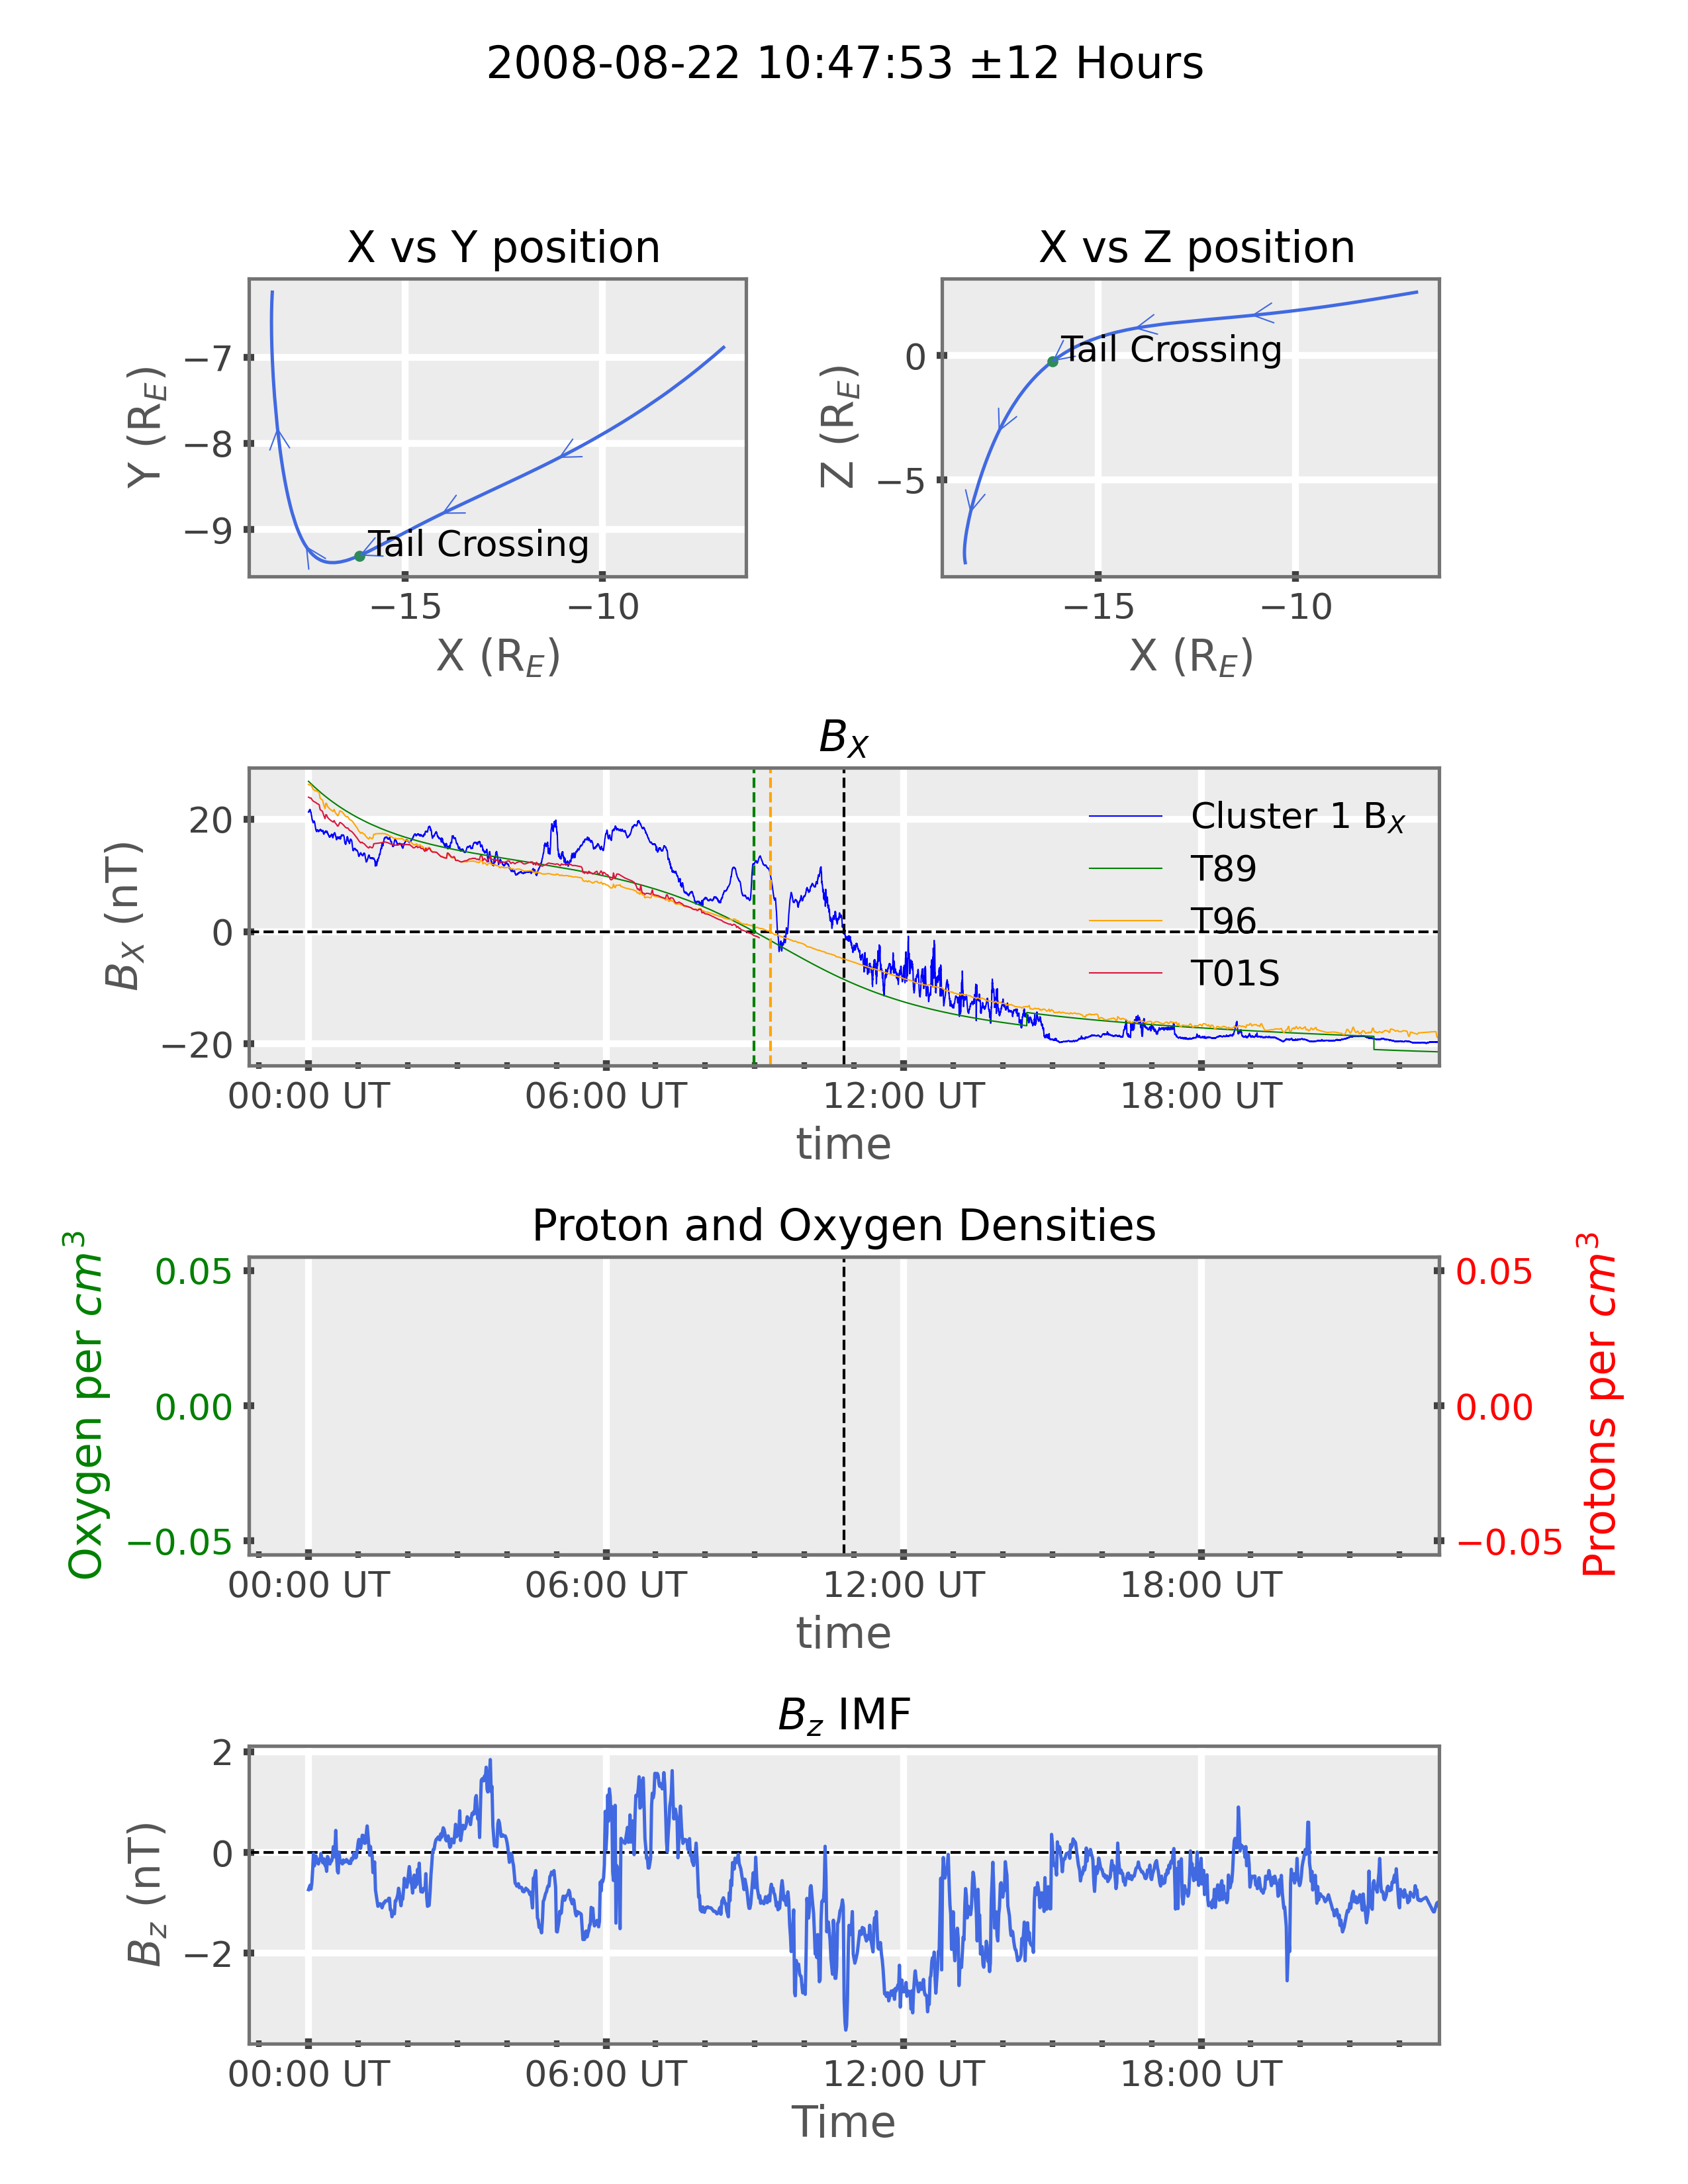 2008-08-22 10:47:53 ±12 Hours
X vs Y position
Y (R_E)
−7
−8
−9
Tail Crossing
−15
−10
X (R_E)
X vs Z position
Z (R_E)
0
−5
Tail Crossing
−15
−10
X (R_E)
B_X
B_X (nT)
20
0
−20
Cluster 1 B_X
T89
T96
T01S
00:00 UT
06:00 UT
12:00 UT
18:00 UT
time
Proton and Oxygen Densities
Oxygen per cm^3
0.05
0.00
−0.05
0.05
0.00
−0.05
Protons per cm^3
00:00 UT
06:00 UT
12:00 UT
18:00 UT
time
B_z IMF
B_z (nT)
2
0
−2
00:00 UT
06:00 UT
12:00 UT
18:00 UT
Time